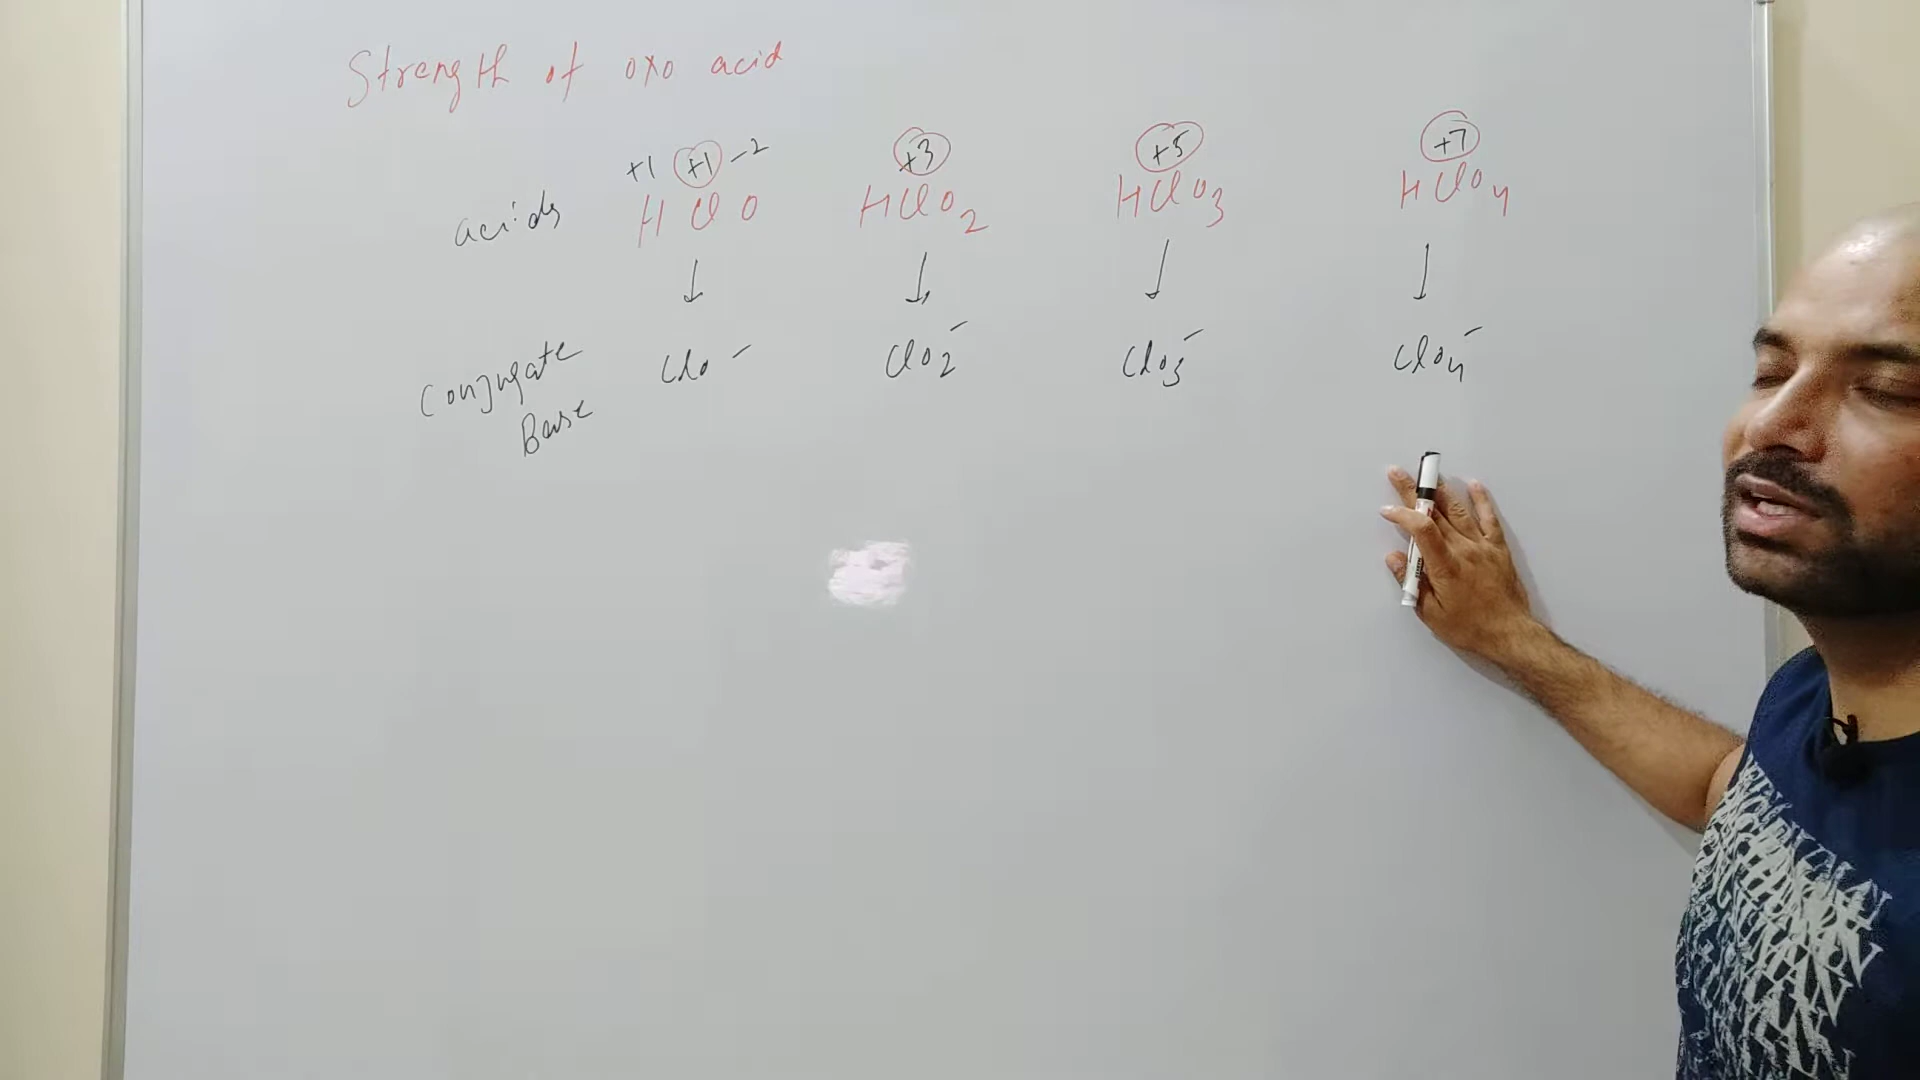 Strength of oxo acid
+1 +1 -2 +3 +5 +7
acids HClO HClO2 HClO3 HClO4
↓ ↓ ↓ ↓
Conjugate Base ClO⁻ ClO2⁻ ClO3⁻ ClO4⁻